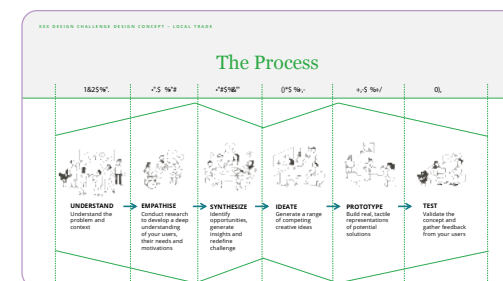 XXX DESIGN CHALLENGE DESIGN CONCEPT – LOCAL TRADE
The Process
UNDERSTAND
Understand the
problem and
context
EMPATHISE
Conduct research
to develop a deep
understanding
of your users,
their needs and
motivations
SYNTHESIZE
Identify
opportunities,
generate
insights and
redefine
challenge
IDEATE
Generate a range
of competing
creative ideas
PROTOTYPE
Build real, tactile
representations
of potential
solutions
TEST
Validate the
concept and
gather feedback
from your users